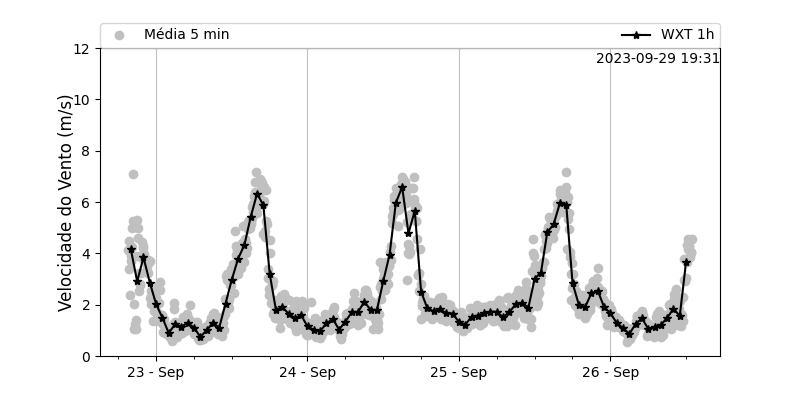 Média 5 min
WXT 1h
2023-09-29 19:31
Velocidade do Vento (m/s)
12
10
8
6
4
2
0
23 - Sep
24 - Sep
25 - Sep
26 - Sep